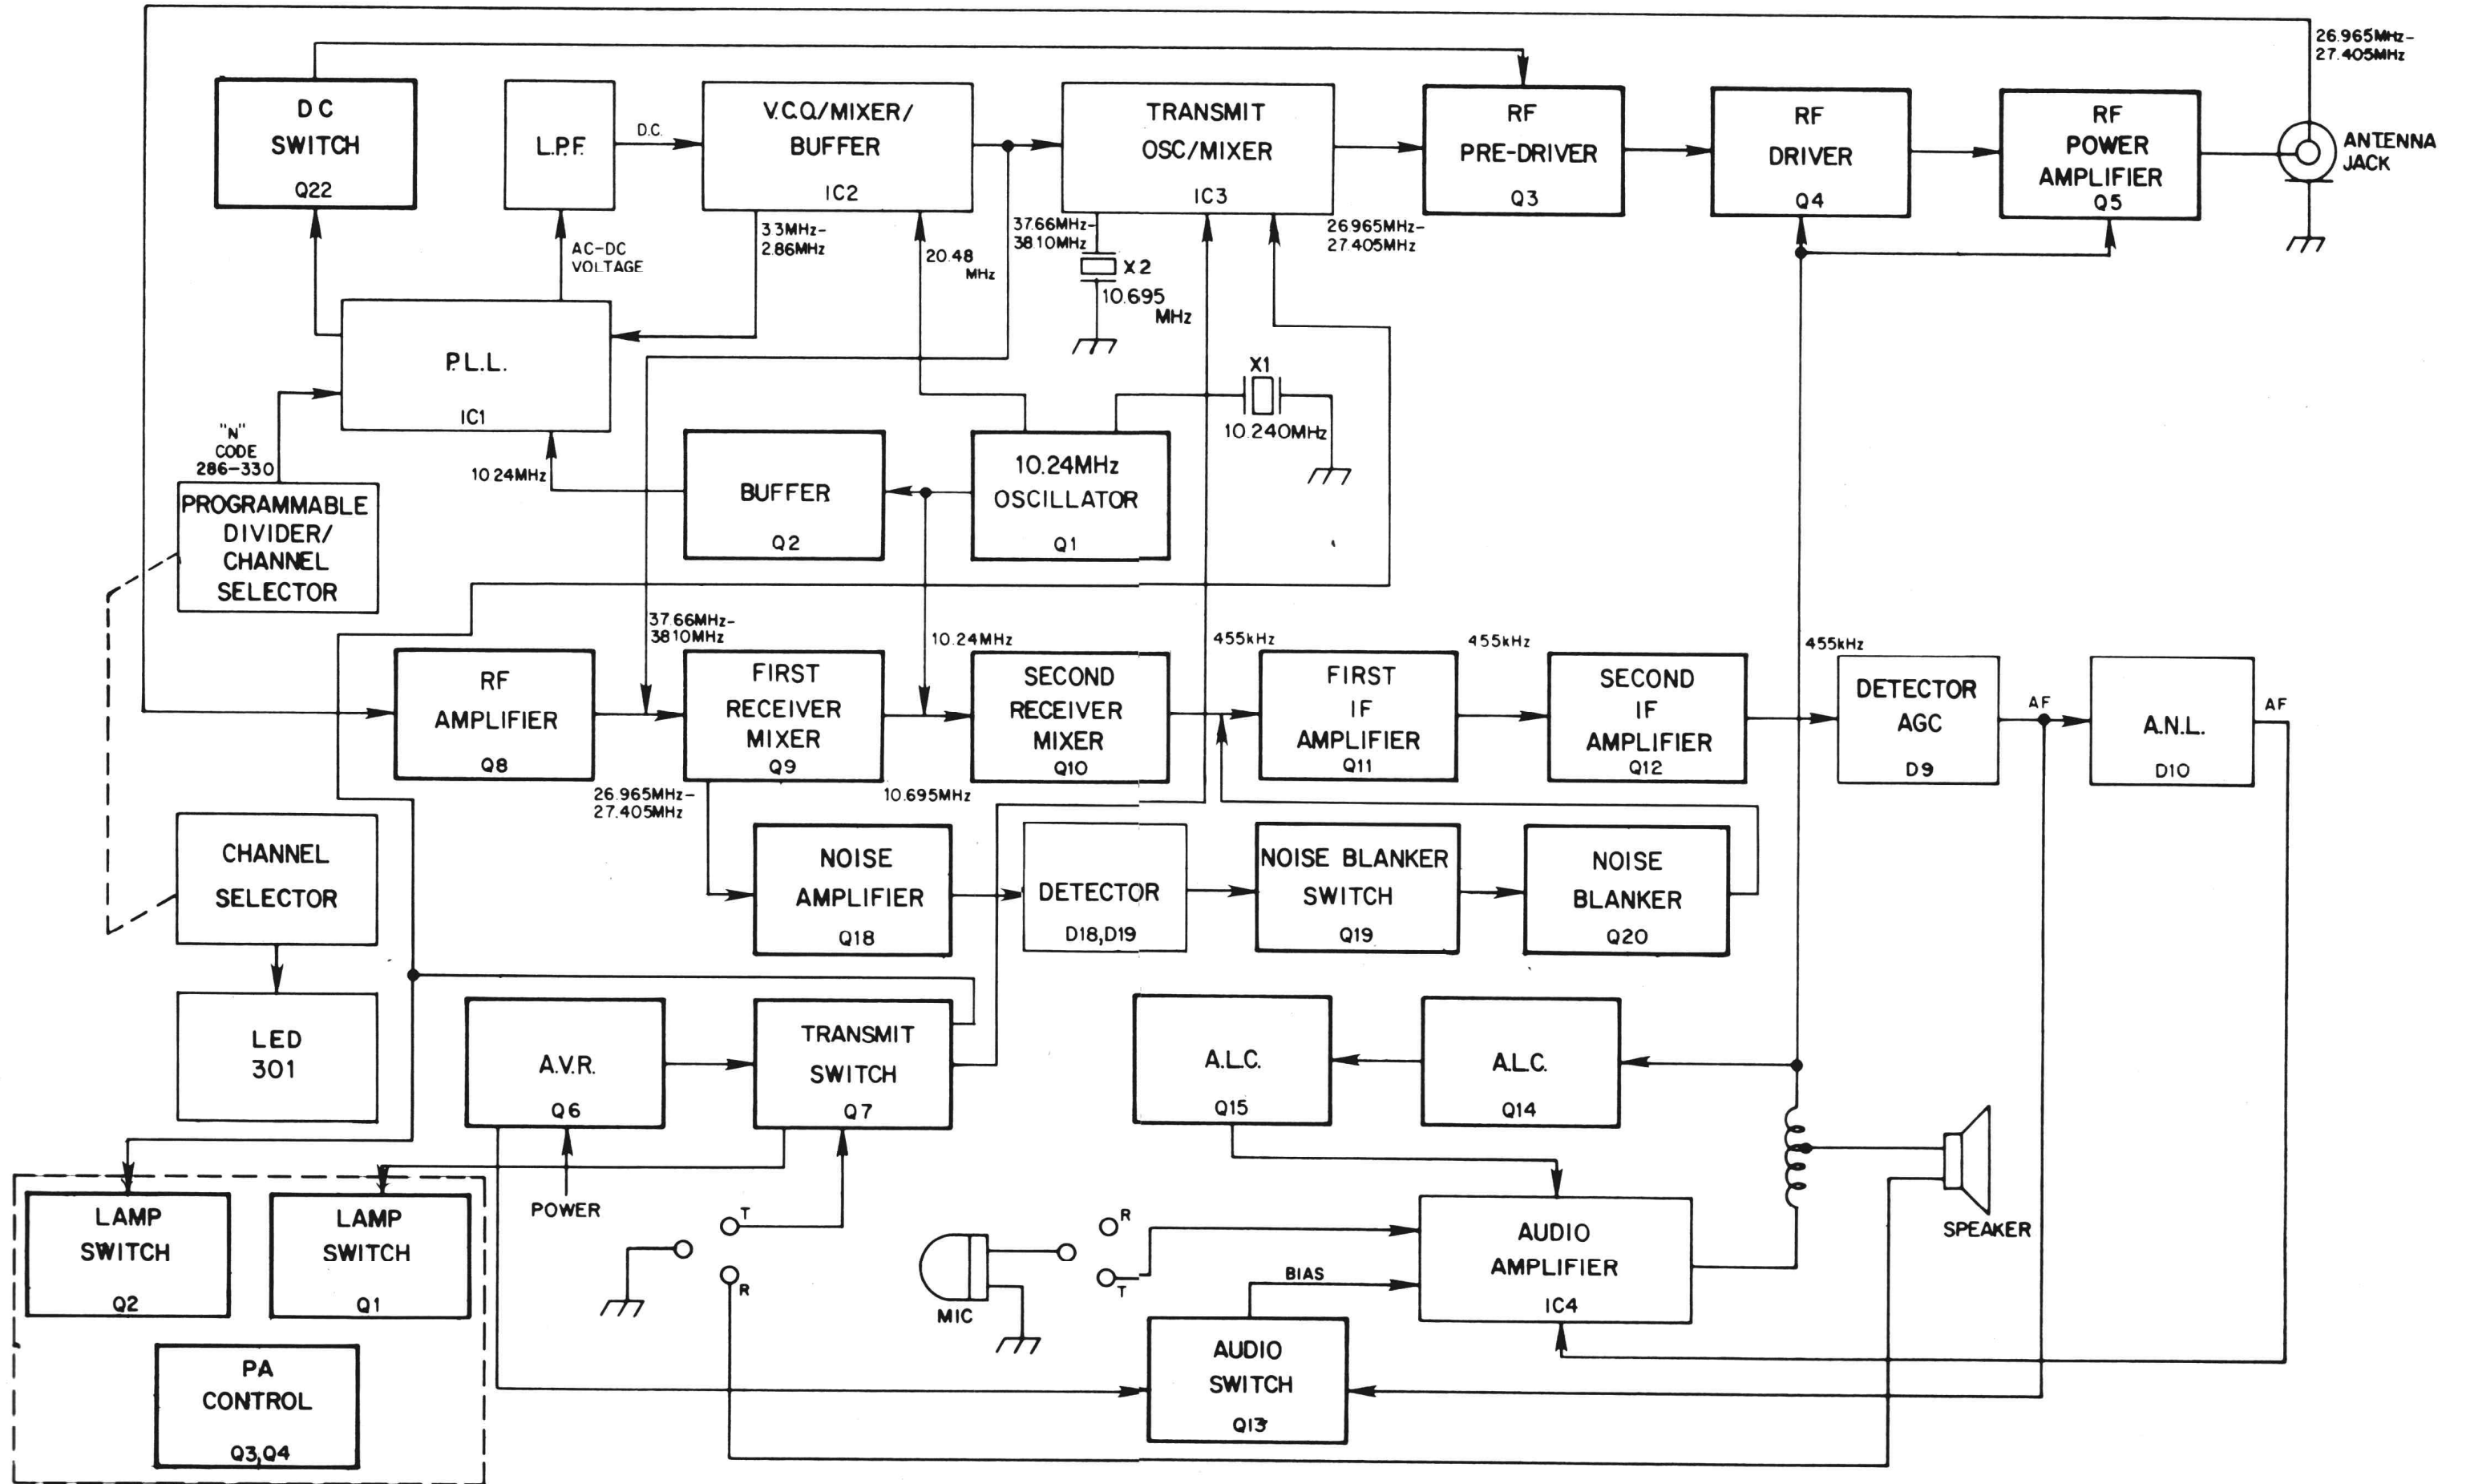 26.965MHz-
27.405MHz
DC
SWITCH
Q22
L.P.F.
D.C.
V.C.O./MIXER/
BUFFER
IC2
TRANSMIT
OSC/MIXER
IC3
RF
PRE-DRIVER
Q3
RF
DRIVER
Q4
RF
POWER
AMPLIFIER
Q5
ANTENNA
JACK
AC-DC
VOLTAGE
3.3MHz-
2.86MHz
20.48
MHz
37.66MHz-
38.10MHz
X2
10.695
MHz
26.965MHz-
27.405MHz
P.L.L.
IC1
X1
10.240MHz
"N"
CODE
286-330
10.24MHz
BUFFER
Q2
10.24MHz
OSCILLATOR
Q1
PROGRAMMABLE
DIVIDER/
CHANNEL
SELECTOR
37.66MHz-
38.10MHz
10.24MHz
455kHz
455kHz
455kHz
RF
AMPLIFIER
Q8
FIRST
RECEIVER
MIXER
Q9
SECOND
RECEIVER
MIXER
Q10
FIRST
IF
AMPLIFIER
Q11
SECOND
IF
AMPLIFIER
Q12
DETECTOR
AGC
D9
AF
A.N.L.
D10
AF
26.965MHz-
27.405MHz
10.695MHz
CHANNEL
SELECTOR
NOISE
AMPLIFIER
Q18
DETECTOR
D18,D19
NOISE BLANKER
SWITCH
Q19
NOISE
BLANKER
Q20
LED
301
A.V.R.
Q6
TRANSMIT
SWITCH
Q7
A.L.C.
Q15
A.L.C.
Q14
POWER
LAMP
SWITCH
Q2
LAMP
SWITCH
Q1
T
R
MIC
R
T
BIAS
AUDIO
AMPLIFIER
IC4
SPEAKER
PA
CONTROL
Q3,Q4
AUDIO
SWITCH
Q13